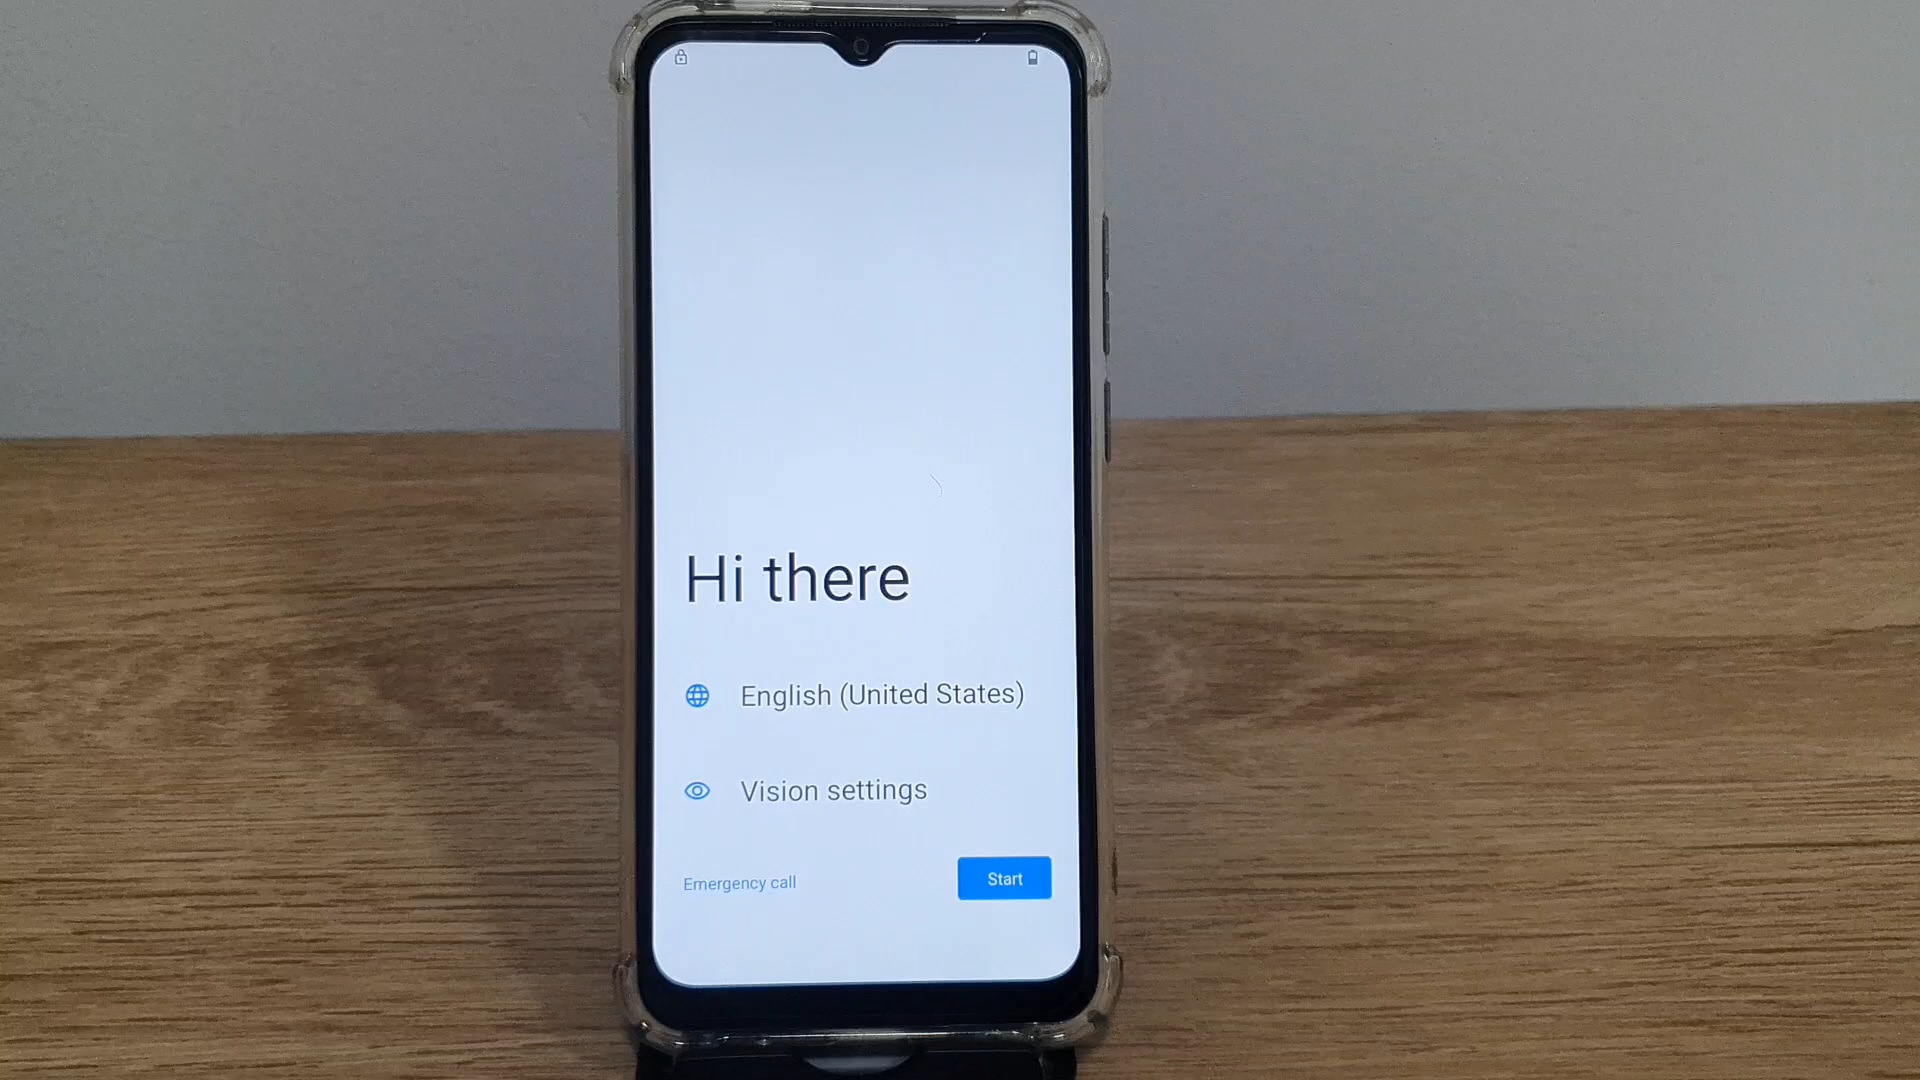 Hi there
English (United States)
Vision settings
Emergency call
Start